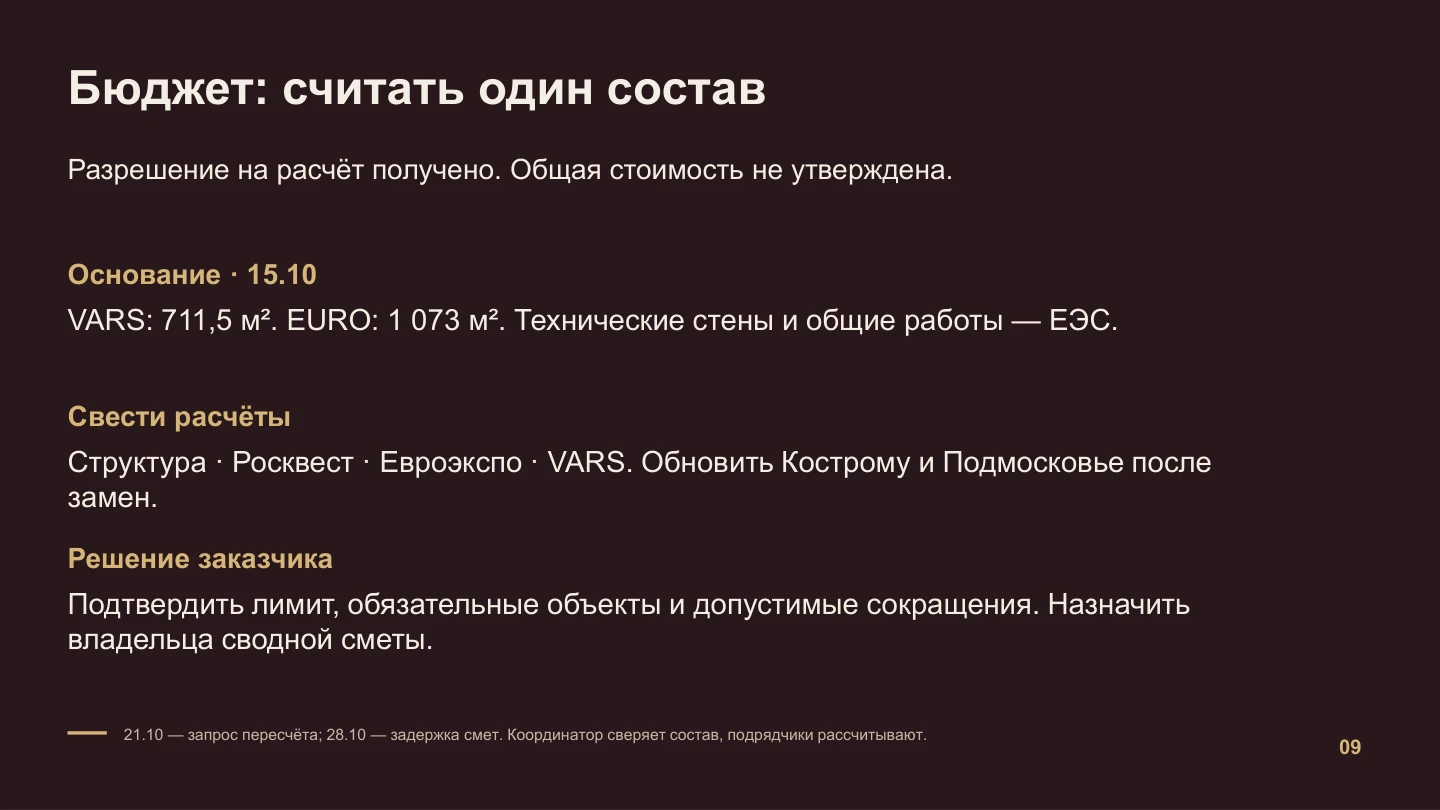 Бюджет: считать один состав
Разрешение на расчёт получено. Общая стоимость не утверждена.
Основание · 15.10
VARS: 711,5 м². EURO: 1 073 м². Технические стены и общие работы — ЕЭС.
Свести расчёты
Структура · Росквест · Евроэкспо · VARS. Обновить Кострому и Подмосковье после
замен.
Решение заказчика
Подтвердить лимит, обязательные объекты и допустимые сокращения. Назначить
владельца сводной сметы.
21.10 — запрос пересчёта; 28.10 — задержка смет. Координатор сверяет состав, подрядчики рассчитывают.
09